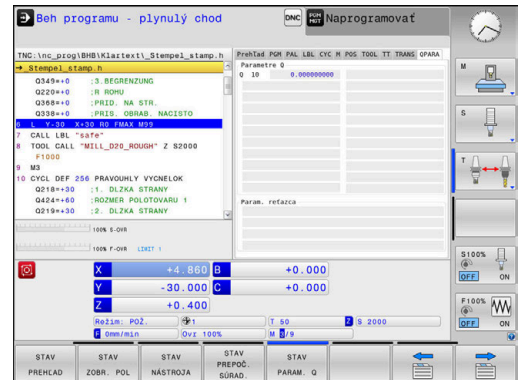 Beh programu - plynulý chod
DNC
PGM MOT
Naprogramovať
TNC:\nc_prog\BHB\Klartext\_Stempel_stamp.h
→_Stempel_stamp.h
Q349=+0 ;3.BEGRENZUNG
Q220=+0 ;R ROHU
Q368=+0 ;PRID. NA STR.
Q338=+0 ;PRIS. OBRAB. NACISTO
6 L Y-30 X+30 R0 FMAX M99
7 CALL LBL "safe"
8 TOOL CALL "MILL_D20_ROUGH" Z S2000
F1000
9 M3
10 CYCL DEF 256 PRAVOUHLY VYCNELOK
Q218=+30 ;1. DLZKA STRANY
Q424=+60 ;ROZMER POLOTOVARU 1
Q219=+30 ;2. DLZKA STRANY
Prehľad PGM PAL LBL CYC M POS TOOL TT TRANS QPARA
Parametre Q
Q 10 0.000000000
Param. reťazca
100% S-OVR
100% F-OVR LIMIT 1
X +4.860 B +0.000
Y -30.000 C +0.000
Z +0.400
Režim: POŽ. 1 T 50 Z S 2000
F 0mm/min Ovr 100% M 5/9
M
S
T
S100%
OFF ON
F100%
OFF ON
STAV PREHĽAD
STAV ZOBR. POL
STAV NÁSTROJA
STAV PREPOČ. SÚRAD.
STAV PARAM. Q